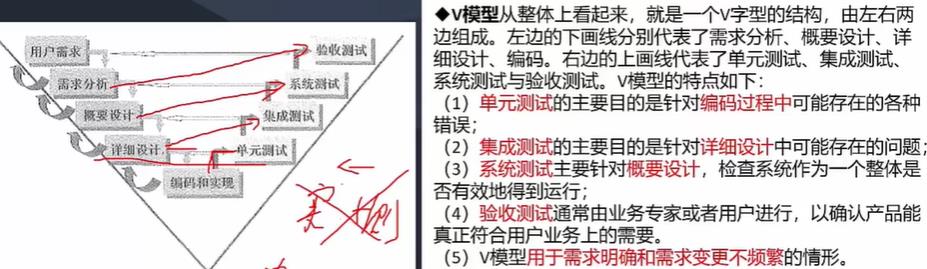 用户需求
验收测试
需求分析
系统测试
概要设计
集成测试
详细设计
单元测试
编码和实现
◆V模型从整体上看起来，就是一个V字型的结构，由左右两
边组成。左边的下画线分别代表了需求分析、概要设计、详
细设计、编码。右边的上画线代表了单元测试、集成测试、
系统测试与验收测试。V模型的特点如下：
（1）单元测试的主要目的是针对编码过程中可能存在的各种
错误；
（2）集成测试的主要目的是针对详细设计中可能存在的问题；
（3）系统测试主要针对概要设计，检查系统作为一个整体是
否有效地得到运行；
（4）验收测试通常由业务专家或者用户进行，以确认产品能
真正符合用户业务上的需要。
（5）V模型用于需求明确和需求变更不频繁的情形。